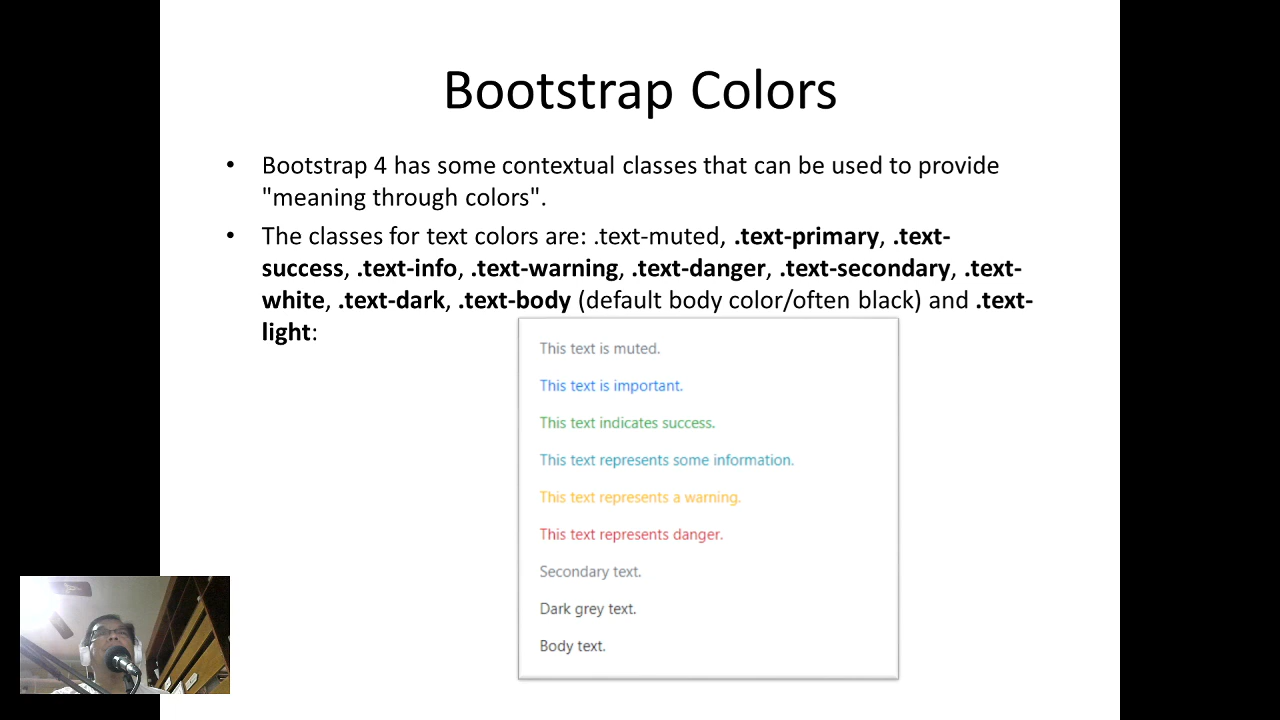 Bootstrap Colors
• Bootstrap 4 has some contextual classes that can be used to provide
"meaning through colors".
• The classes for text colors are: .text-muted, .text-primary, .text-
success, .text-info, .text-warning, .text-danger, .text-secondary, .text-
white, .text-dark, .text-body (default body color/often black) and .text-
light:
This text is muted.
This text is important.
This text indicates success.
This text represents some information.
This text represents a warning.
This text represents danger.
Secondary text.
Dark grey text.
Body text.